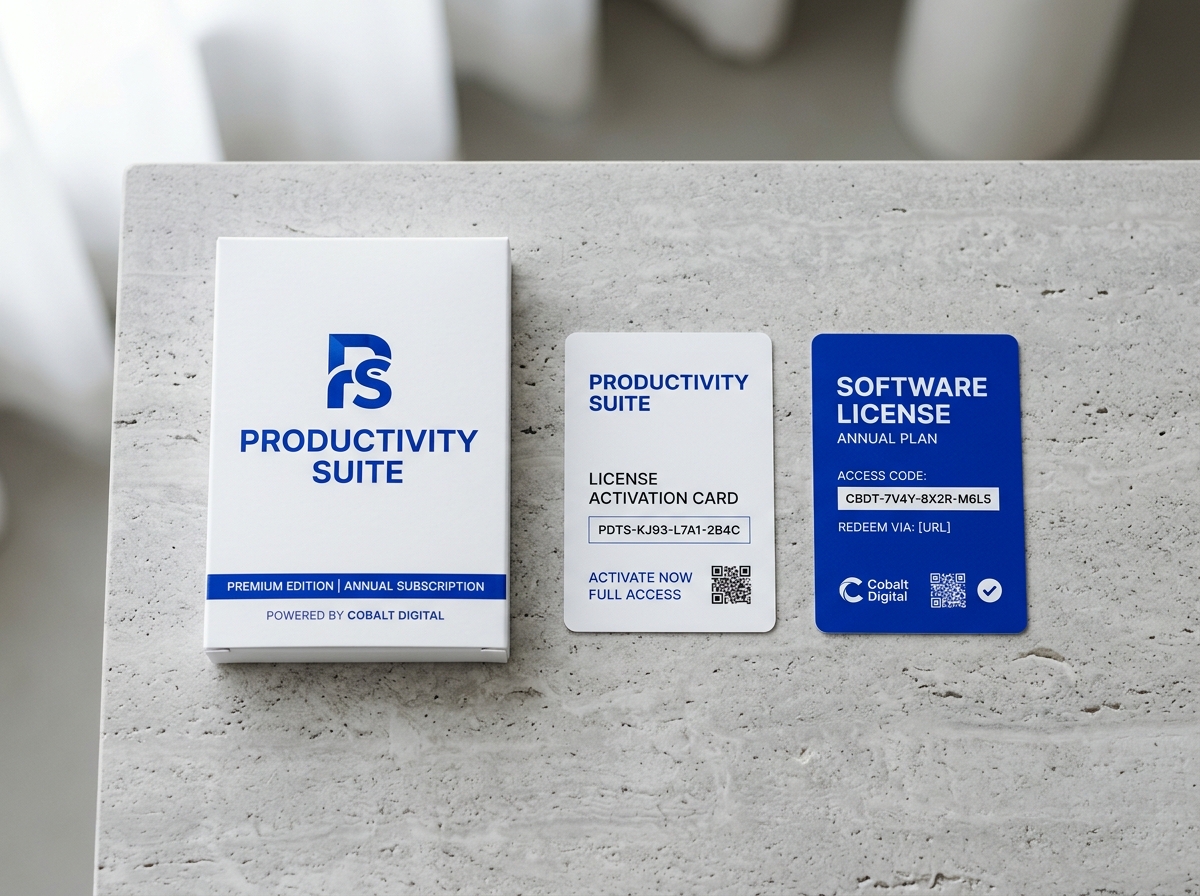 PS
PRODUCTIVITY
SUITE
PREMIUM EDITION | ANNUAL SUBSCRIPTION
POWERED BY COBALT DIGITAL
PRODUCTIVITY
SUITE
LICENSE
ACTIVATION CARD
PDTS-KJ93-L7A1-2B4C
ACTIVATE NOW
FULL ACCESS
SOFTWARE
LICENSE
ANNUAL PLAN
ACCESS CODE:
CBDT-7V4Y-8X2R-M6LS
REDEEM VIA: [URL]
Cobalt
Digital